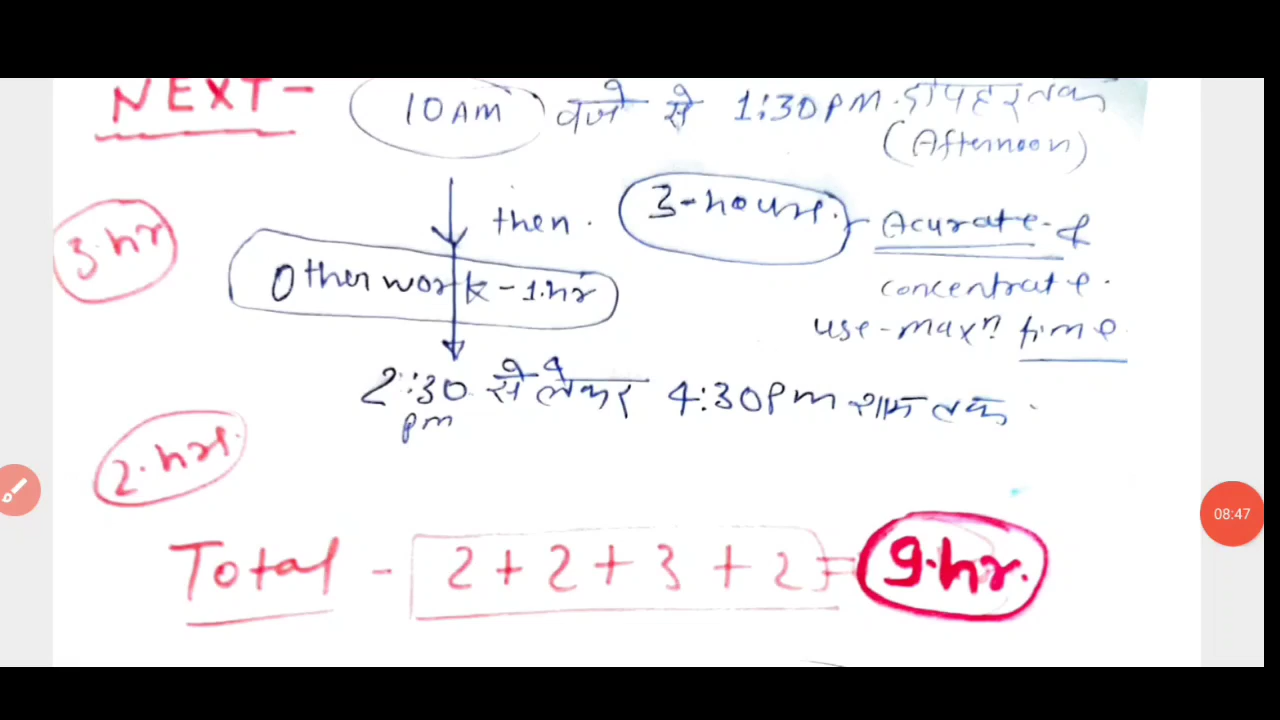 NEXT-
10AM बजे से 1:30PM. दोपहर तक
(Afternoon)
3.hr
then. 3-hours. Acurate &
Other work - 1.hr
concentrate.
use-maxⁿ time
2:30 से लेकर 4:30pm शाम तक.
pm
2.hrs.
08:47
Total - 2+2+3+2 = 9.hr.